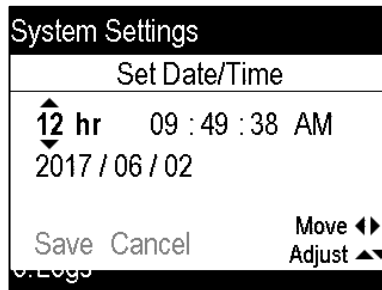 System Settings
Set Date/Time
12 hr 09 : 49 : 38 AM
2017 / 06 / 02
Move
Save Cancel
Adjust